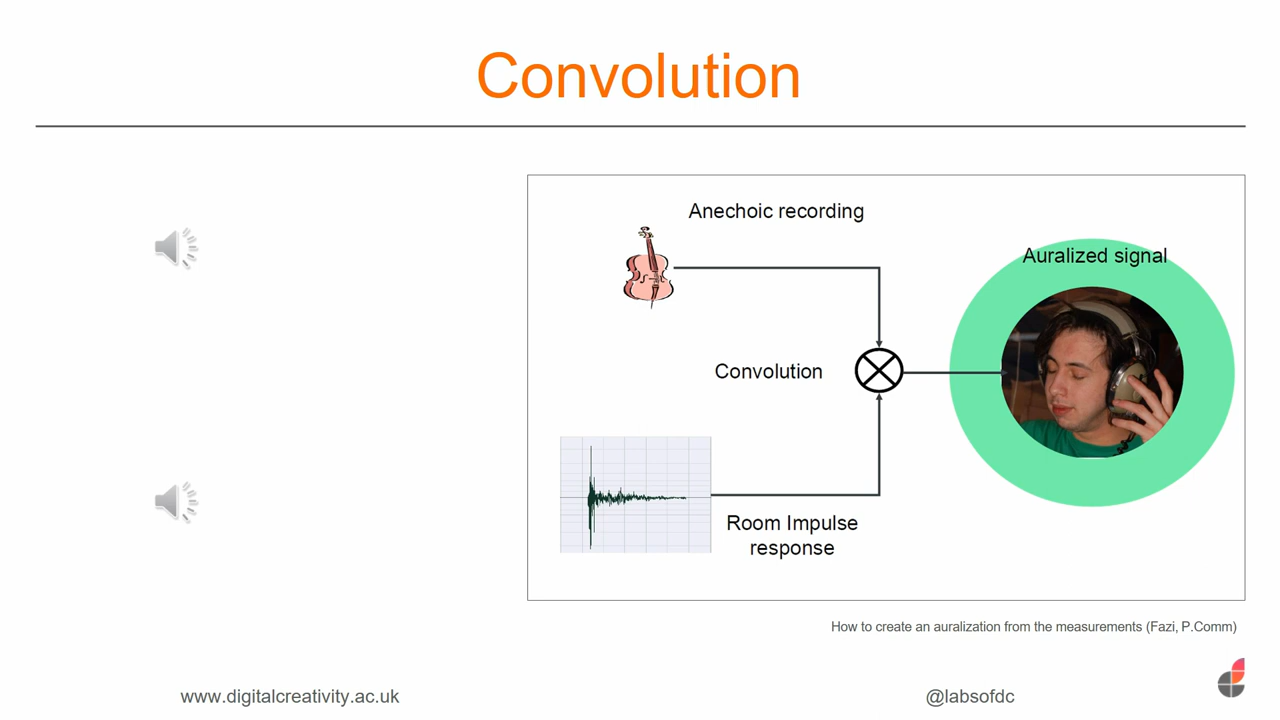 Convolution
Anechoic recording
Auralized signal
Convolution
Room Impulse
response
How to create an auralization from the measurements (Fazi, P.Comm)
www.digitalcreativity.ac.uk
@labsofdc